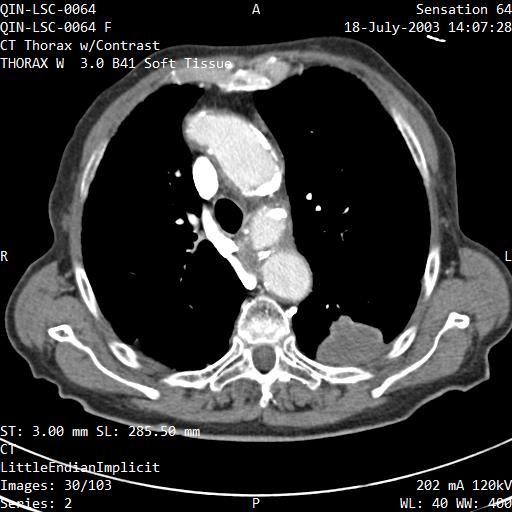 QIN-LSC-0064 A Sensation 64
QIN-LSC-0064 F 18-July-2003 14:07:28
CT Thorax w/Contrast
THORAX W 3.0 B41 Soft Tissue
R L
ST: 3.00 mm SL: 285.50 mm
CT
LittleEndianImplicit
Images: 30/103 202 mA 120kV
Series: 2 P WL: 40 WW: 400